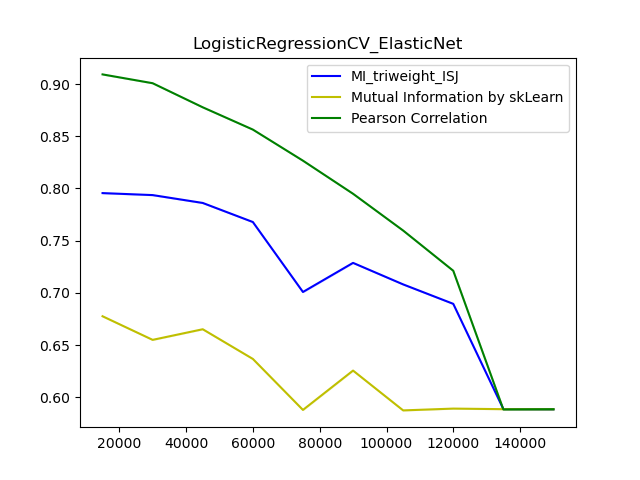 LogisticRegressionCV_ElasticNet
MI_triweight_ISJ
Mutual Information by skLearn
Pearson Correlation
0.90
0.85
0.80
0.75
0.70
0.65
0.60
20000 40000 60000 80000 100000 120000 140000